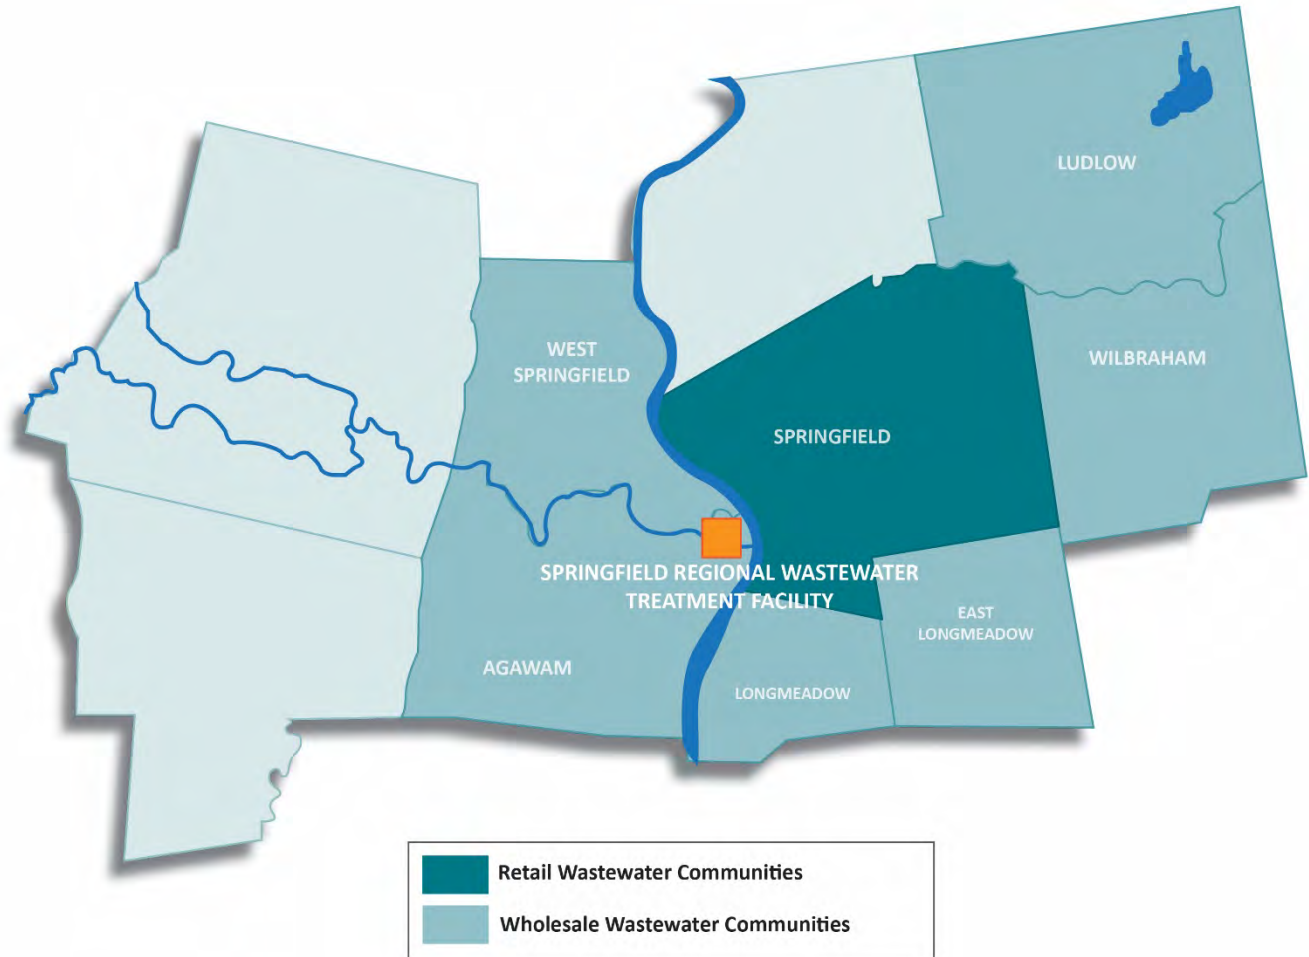 LUDLOW
WEST
SPRINGFIELD
WILBRAHAM
SPRINGFIELD
SPRINGFIELD REGIONAL WASTEWATER
TREATMENT FACILITY
EAST
LONGMEADOW
AGAWAM
LONGMEADOW
Retail Wastewater Communities
Wholesale Wastewater Communities